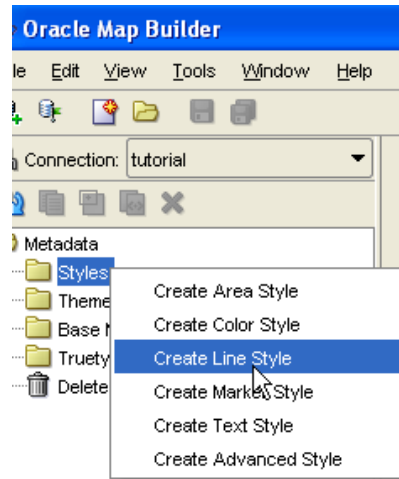 Oracle Map Builder
le Edit View Tools Window Help
Connection: tutorial
Metadata
Styles
Theme
Base
Truety
Delete
Create Area Style
Create Color Style
Create Line Style
Create Marker Style
Create Text Style
Create Advanced Style